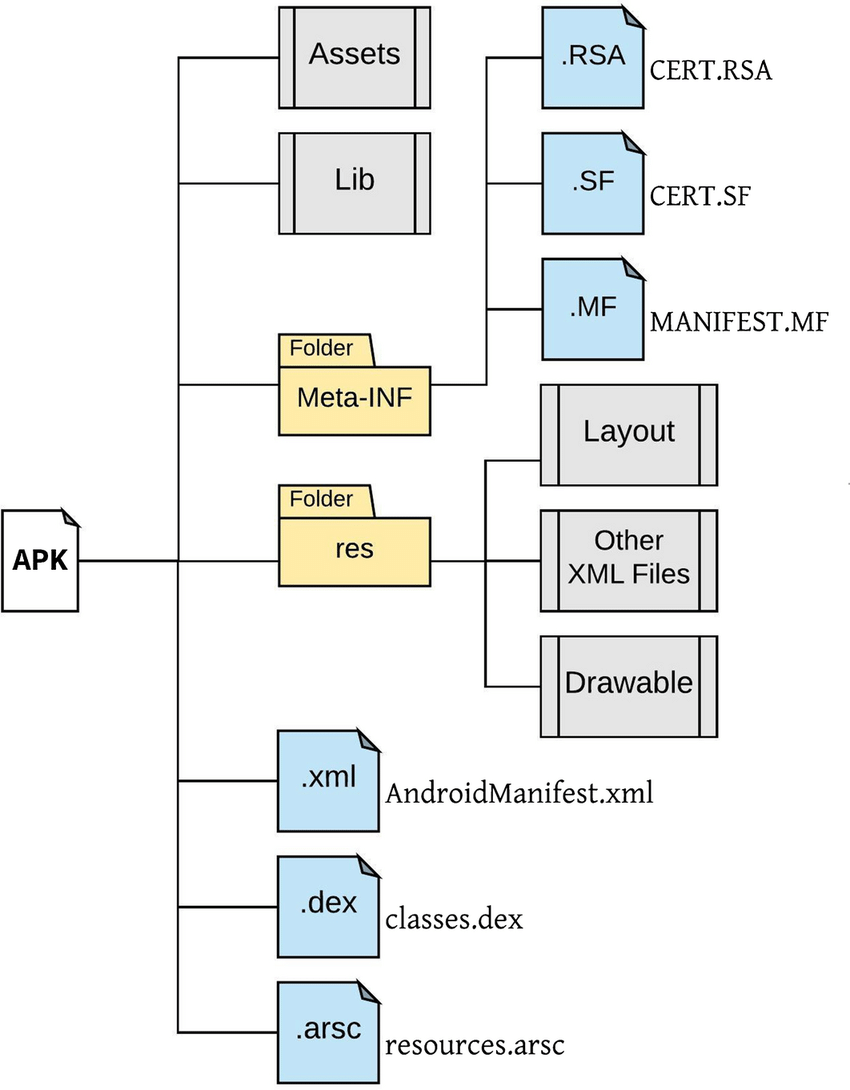 Assets
.RSA
CERT.RSA
Lib
.SF
CERT.SF
.MF
MANIFEST.MF
Folder
Meta-INF
Layout
Folder
res
APK
Other
XML Files
Drawable
.xml
AndroidManifest.xml
.dex
classes.dex
.arsc
resources.arsc